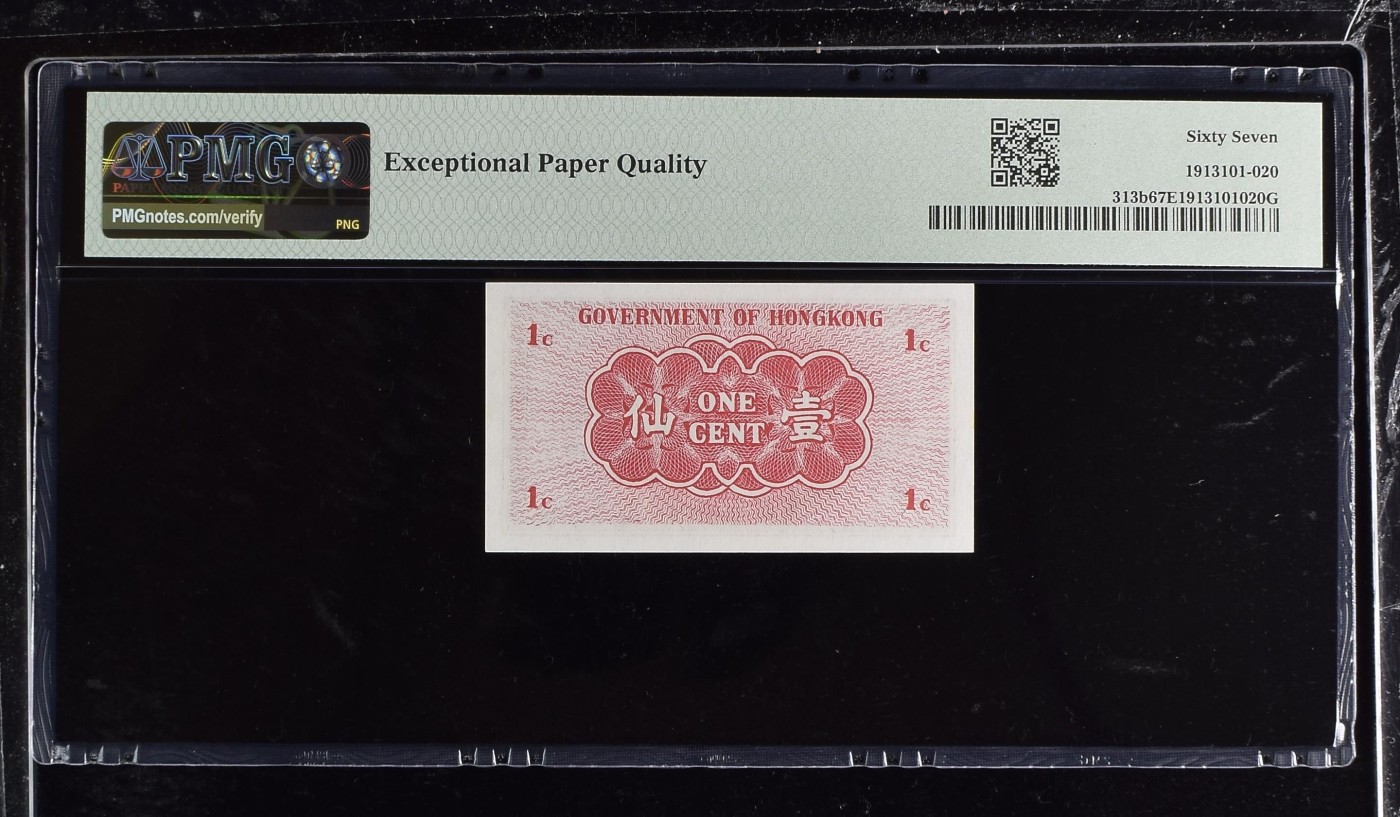 PMG
PMGnotes.com/verify
PNG
Exceptional Paper Quality
Sixty Seven
1913101-020
313b67E1913101020G
GOVERNMENT OF HONGKONG
1c
1c
仙
ONE
CENT
壹
1c
1c